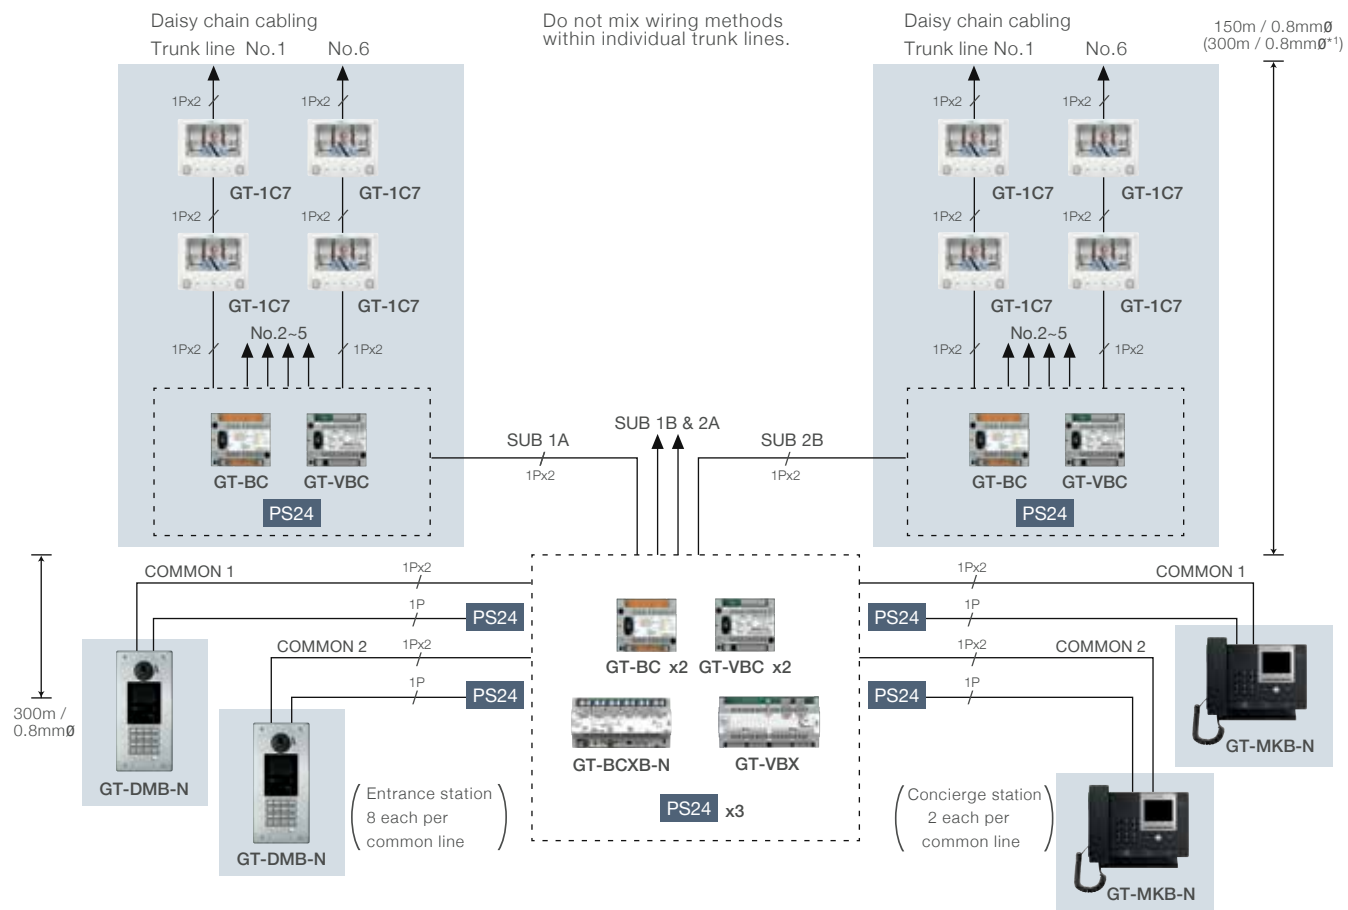 Daisy chain cabling
Trunk line No.1 No.6
Do not mix wiring methods
within individual trunk lines.
Daisy chain cabling
Trunk line No.1 No.6
150m / 0.8mmØ
(300m / 0.8mmØ*1)
1Px2 1Px2
GT-1C7 GT-1C7
1Px2 1Px2
GT-1C7 GT-1C7
No.2~5
1Px2 1Px2
GT-BC GT-VBC
PS24
1Px2 1Px2
GT-1C7 GT-1C7
1Px2 1Px2
GT-1C7 GT-1C7
No.2~5
1Px2 1Px2
GT-BC GT-VBC
PS24
SUB 1A
1Px2
SUB 1B & 2A
SUB 2B
1Px2
300m /
0.8mmØ
COMMON 1 1Px2
1P PS24
COMMON 2 1Px2
1P PS24
GT-DMB-N
GT-DMB-N
(Entrance station
8 each per
common line)
GT-BC x2 GT-VBC x2
GT-BCXB-N GT-VBX
PS24 x3
1Px2 COMMON 1
PS24 1P
1Px2 COMMON 2
PS24 1P
GT-MKB-N
GT-MKB-N
(Concierge station
2 each per
common line)